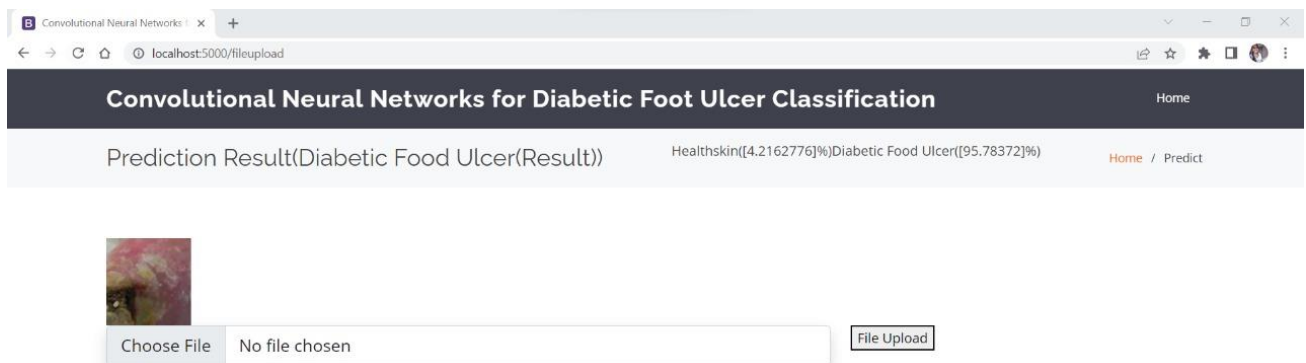 B Convolutional Neural Networks
localhost:5000/fileupload
Convolutional Neural Networks for Diabetic Foot Ulcer Classification
Home
Prediction Result(Diabetic Food Ulcer(Result))
Healthskin([4.2162776]%)Diabetic Food Ulcer([95.78372]%)
Home / Predict
Choose File
No file chosen
File Upload